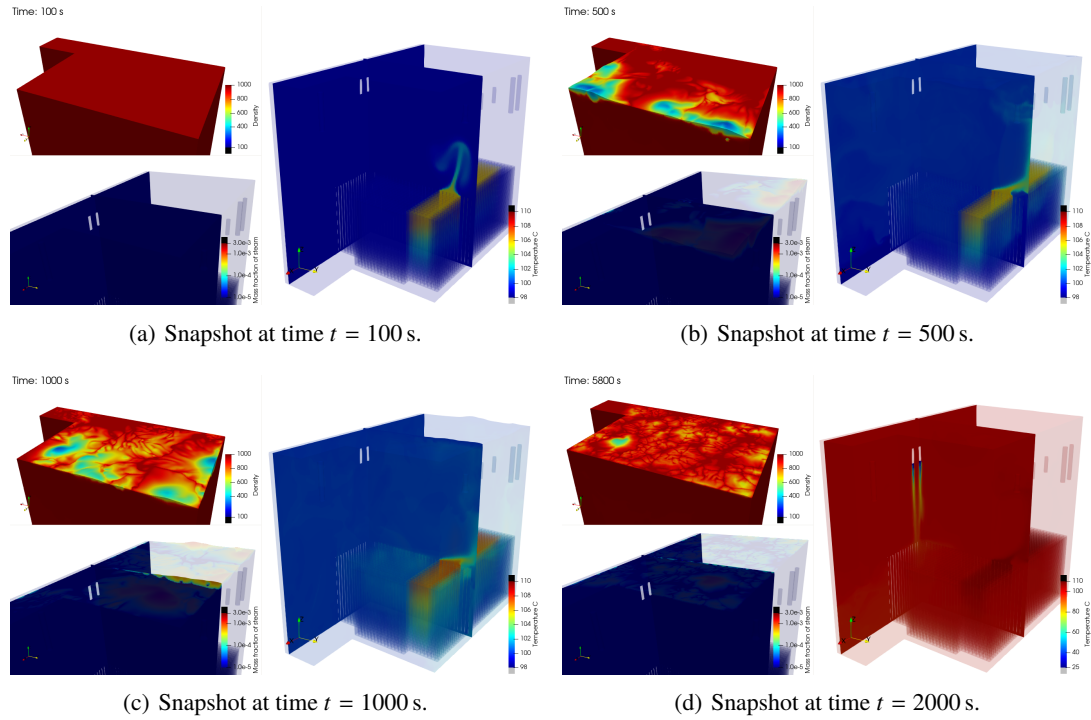 Time: 100 s
1000
800
600
400
100
Density
3.0e-3
1.0e-3
1.0e-4
1.0e-5
Mass fraction of steam
110
108
106
104
102
100
98
Temperature C
Y
(a) Snapshot at time t = 100 s.
Time: 500 s
1000
800
600
400
100
Density
3.0e-3
1.0e-3
1.0e-4
1.0e-5
Mass fraction of steam
110
108
106
104
102
100
98
Temperature C
Y
(b) Snapshot at time t = 500 s.
Time: 1000 s
1000
800
600
400
100
Density
3.0e-3
1.0e-3
1.0e-4
1.0e-5
Mass fraction of steam
110
108
106
104
102
100
98
Temperature C
Y
(c) Snapshot at time t = 1000 s.
Time: 5800 s
1000
800
600
400
100
Density
3.0e-3
1.0e-3
1.0e-4
1.0e-5
Mass fraction of steam
110
100
80
60
40
25
Temperature C
Y
(d) Snapshot at time t = 2000 s.